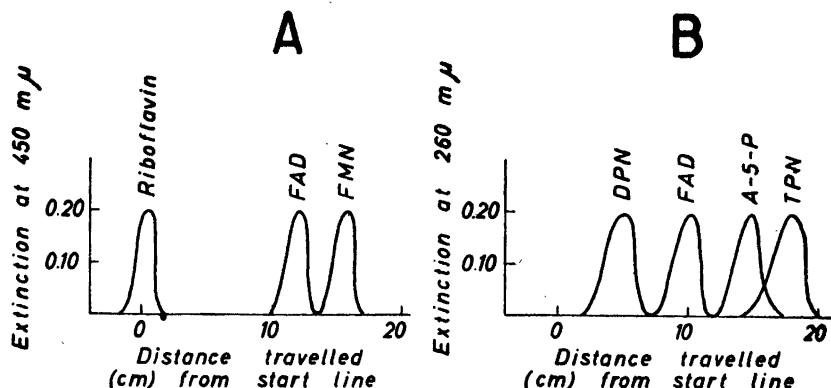 A
Extinction at 450 mµ
0.20
0.10
Riboflavin
FAD
FMN
0
10
20
Distance travelled
(cm) from start line
B
Extinction at 260 mµ
0.20
0.10
DPN
FAD
A-5-P
TPN
0
10
20
Distance travelled
(cm) from start line